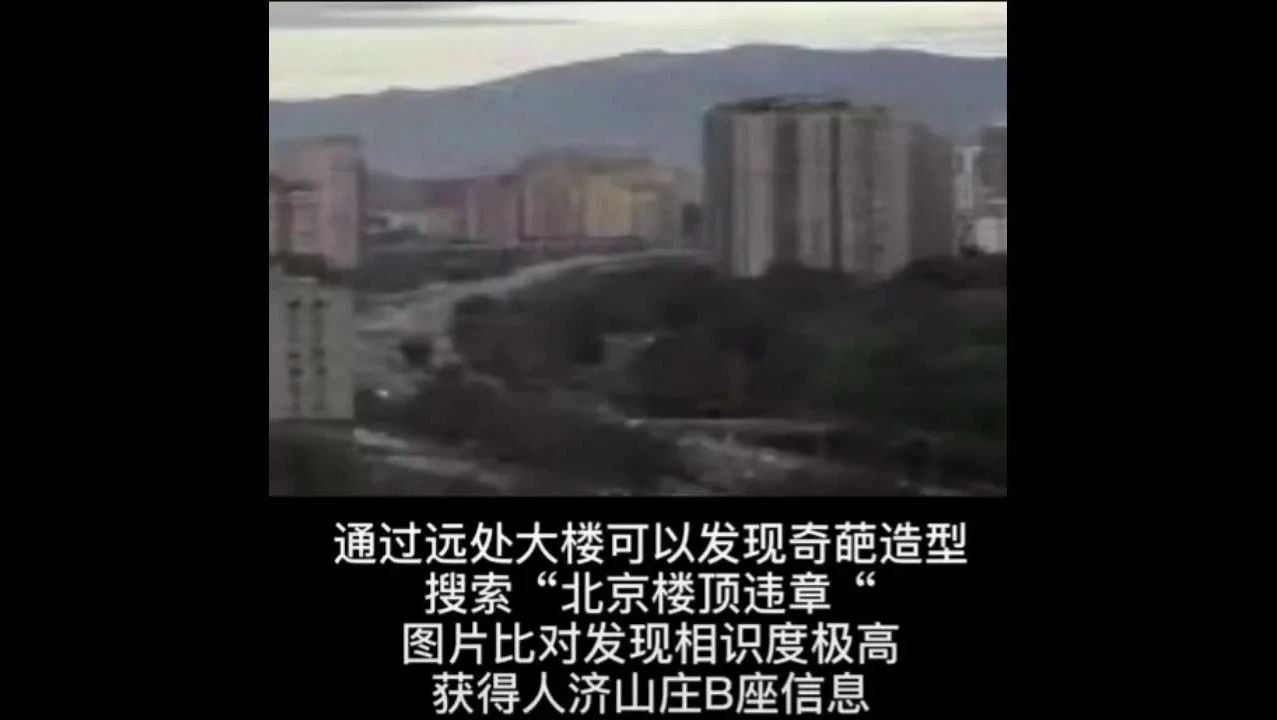 通过远处大楼可以发现奇葩造型
搜索“北京楼顶违章“
图片比对发现相识度极高
获得人济山庄B座信息